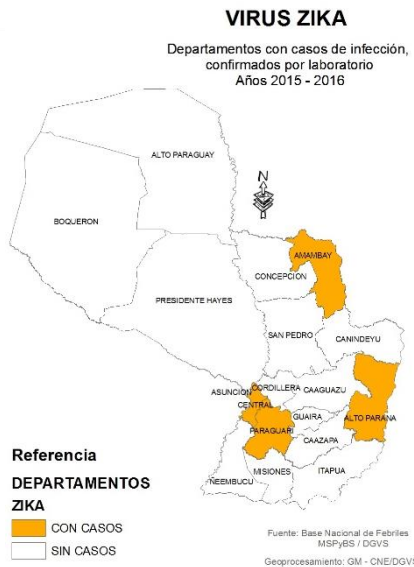 VIRUS ZIKA
Departamentos con casos de infección,
confirmados por laboratorio
Años 2015 - 2016
ALTO PARAGUAY
N
BOQUERON
AMAMBAY
CONCEPCION
PRESIDENTE HAYES
SAN PEDRO
CANINDEYU
ASUNCION
CORDILLERA
CAAGUAZU
CENTRAL
GUAIRA
ALTO PARANA
PARAGUARI
CAAZAPA
MISIONES
ITAPUA
ÑEEMBUCU
Referencia
DEPARTAMENTOS
ZIKA
CON CASOS
SIN CASOS
Fuente: Base Nacional de Febriles
MSPyBS / DGVS
Geoprocesamiento: GM - CNE/DGVS